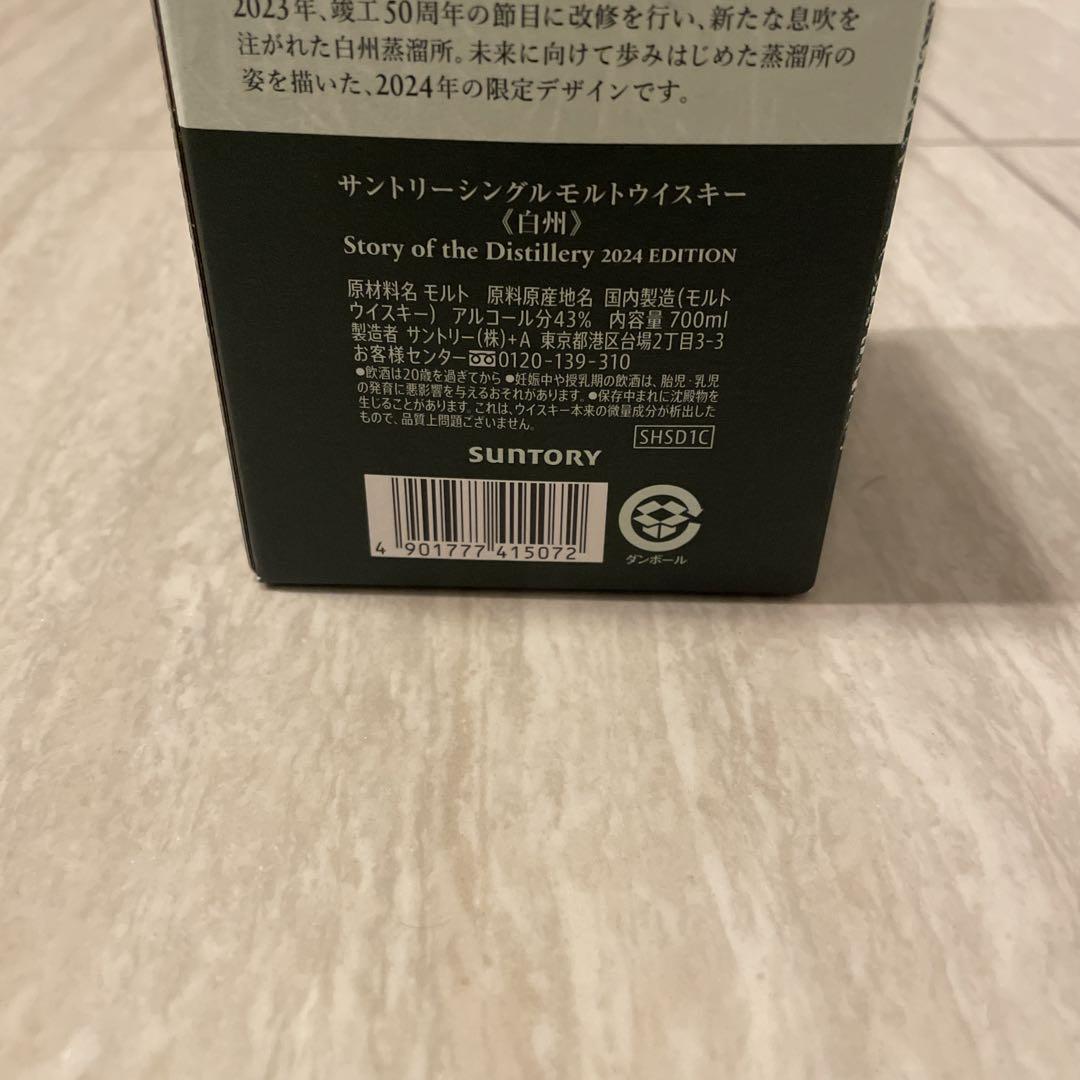 2023年、竣工50周年の節目に改修を行い、新たな息吹を
注がれた白州蒸溜所。未来に向けて歩みはじめた蒸溜所の
姿を描いた、2024年の限定デザインです。
サントリーシングルモルトウイスキー
《白州》
Story of the Distillery 2024 EDITION
原材料名 モルト 原料原産地名 国内製造(モルト
ウイスキー) アルコール分43% 内容量 700ml
製造者 サントリー(株)+A 東京都港区台場2丁目3-3
お客様センター 0120-139-310
●飲酒は20歳を過ぎてから ●妊娠中や授乳期の飲酒は、胎児・乳児
の発育に悪影響を与えるおそれがあります。●保存中まれに沈殿物を
生じることがあります。これは、ウイスキー本来の微量成分が析出した
もので、品質上問題ございません。
SHSD1C
SUNTORY
4 901777 415072
ダンボール